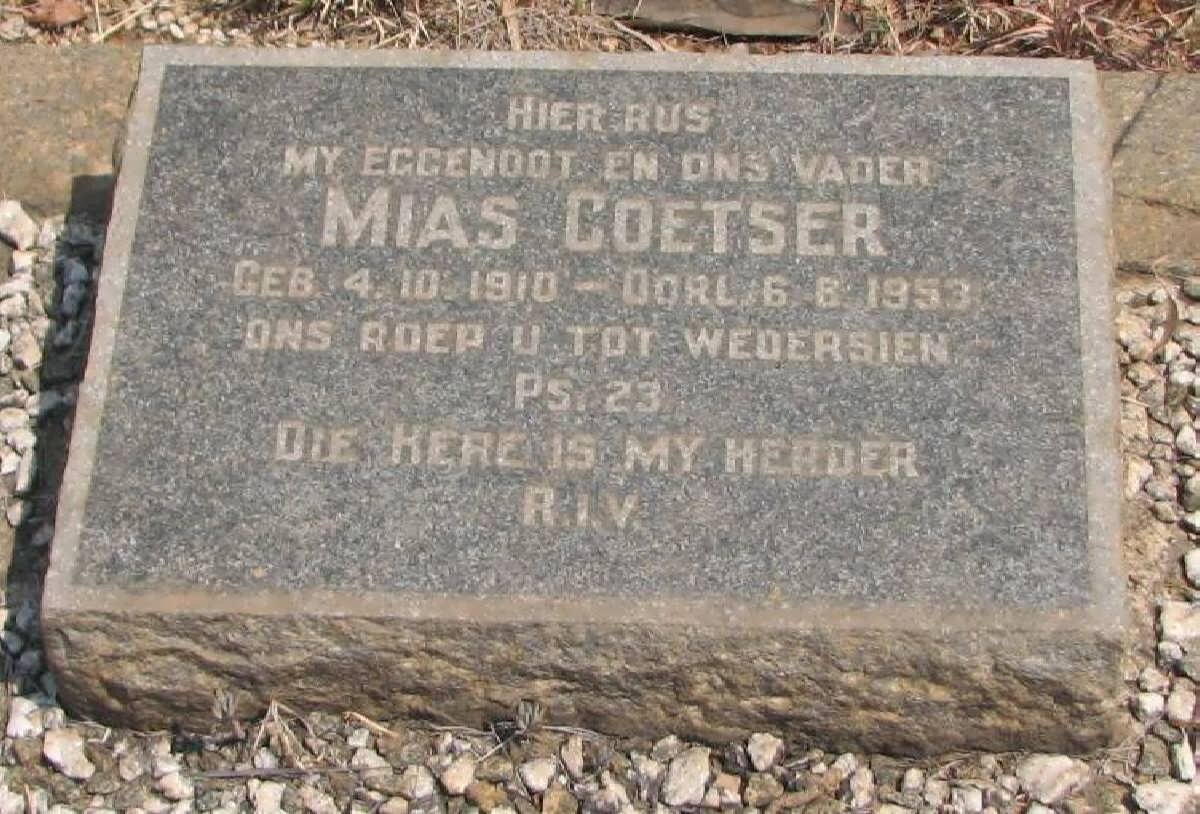 HIER RUS
MY EGGENOOT EN ONS VADER
MIAS COETSER
GEB. 4. 10. 1910 - OORL. 6. 8. 1953
ONS ROEP U TOT WEDERSIEN
PS. 23.
DIE HERE IS MY HERDER
R.I.V.